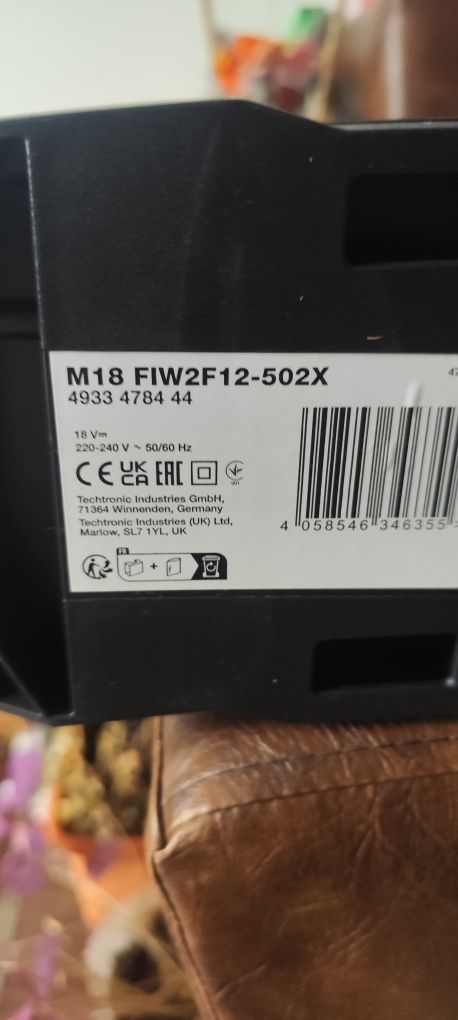 M18 FIW2F12-502X
4933 4784 44
18 V
220-240 V ~ 50/60 Hz
CE UK CA EAC
001
Techtronic Industries GmbH,
71364 Winnenden, Germany
Techtronic Industries (UK) Ltd,
Marlow, SL7 1YL, UK
FR
+
4 058546 346355